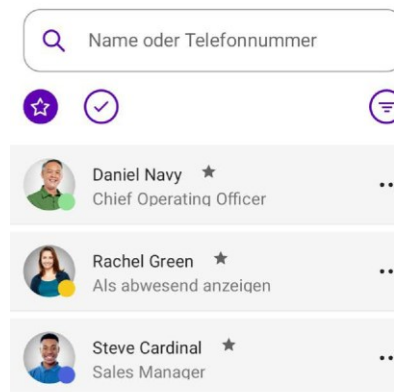 Name oder Telefonnummer
Daniel Navy
Chief Operating Officer
Rachel Green
Als abwesend anzeigen
Steve Cardinal
Sales Manager